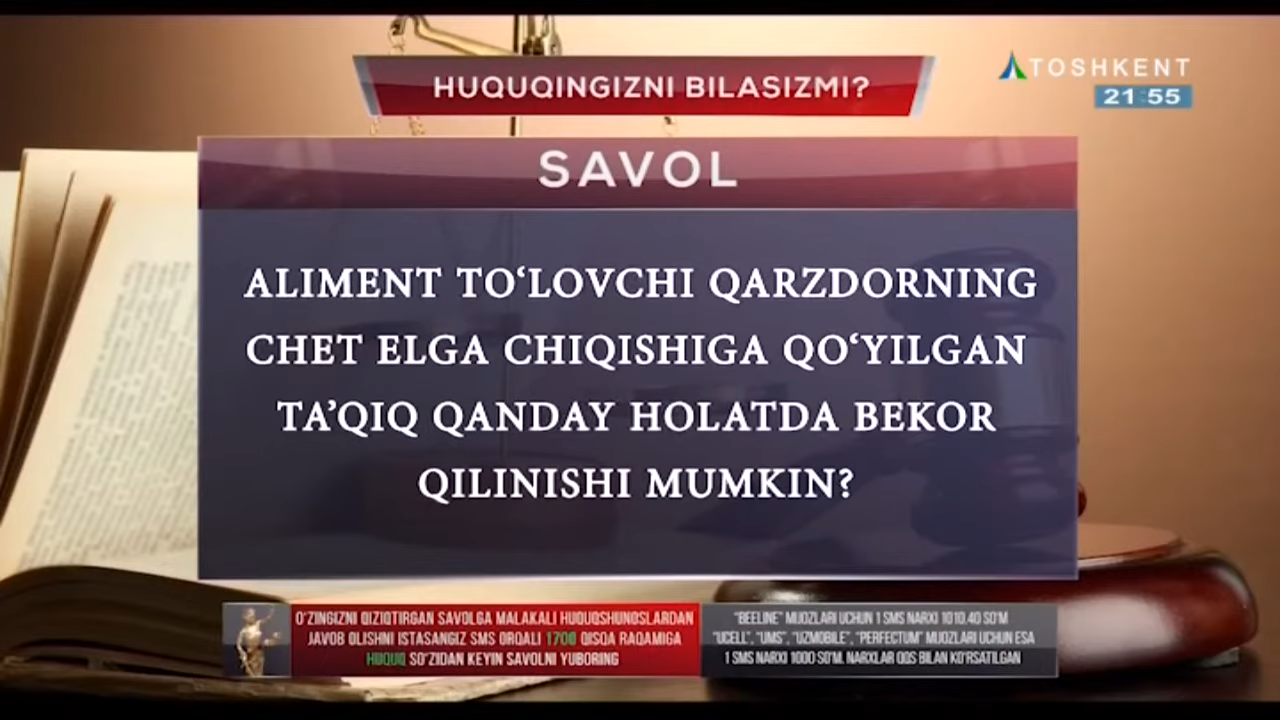 HUQUQINGIZNI BILASIZMI?
TOSHKENT
21:55
SAVOL
ALIMENT TO‘LOVCHI QARZDORNING
CHET ELGA CHIQISHIGA QO‘YILGAN
TA’QIQ QANDAY HOLATDA BEKOR
QILINISHI MUMKIN?
O‘ZINGIZNI QIZIQTIRGAN SAVOLGA MALAKALI HUQUQSHUNOSLARDAN
JAVOB OLISHNI ISTASANGIZ SMS ORQALI 1700 QISQA RAQAMIGA
HUQUQ SO‘ZIDAN KEYIN SAVOLNI YUBORING
"BEELINE" MIJOZLARI UCHUN 1 SMS NARXI 1010,40 SO‘M
"UCELL", "UMS", "UZMOBILE", "PERFECTUM" MIJOZLARI UCHUN ESA
1 SMS NARXI 1000 SO‘M. NARXLAR QQS BILAN KO‘RSATILGAN